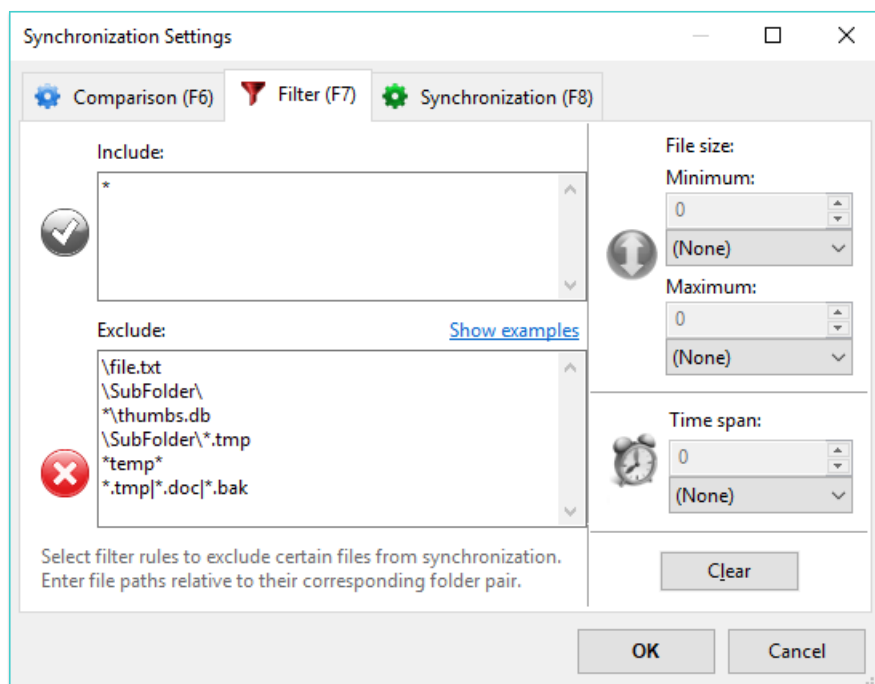 Synchronization Settings
Comparison (F6)
Filter (F7)
Synchronization (F8)
Include:
*
Exclude:
Show examples
\file.txt
\SubFolder\
*\thumbs.db
\SubFolder\*.tmp
*temp*
*.tmp|*.doc|*.bak
Select filter rules to exclude certain files from synchronization.
Enter file paths relative to their corresponding folder pair.
File size:
Minimum:
0
(None)
Maximum:
0
(None)
Time span:
0
(None)
Clear
OK
Cancel